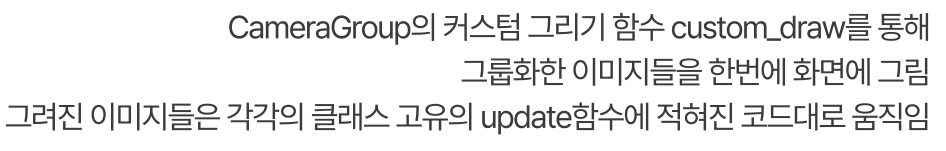 CameraGroup의 커스텀 그리기 함수 custom_draw를 통해
그룹화한 이미지들을 한번에 화면에 그림
그려진 이미지들은 각각의 클래스 고유의 update함수에 적혀진 코드대로 움직임